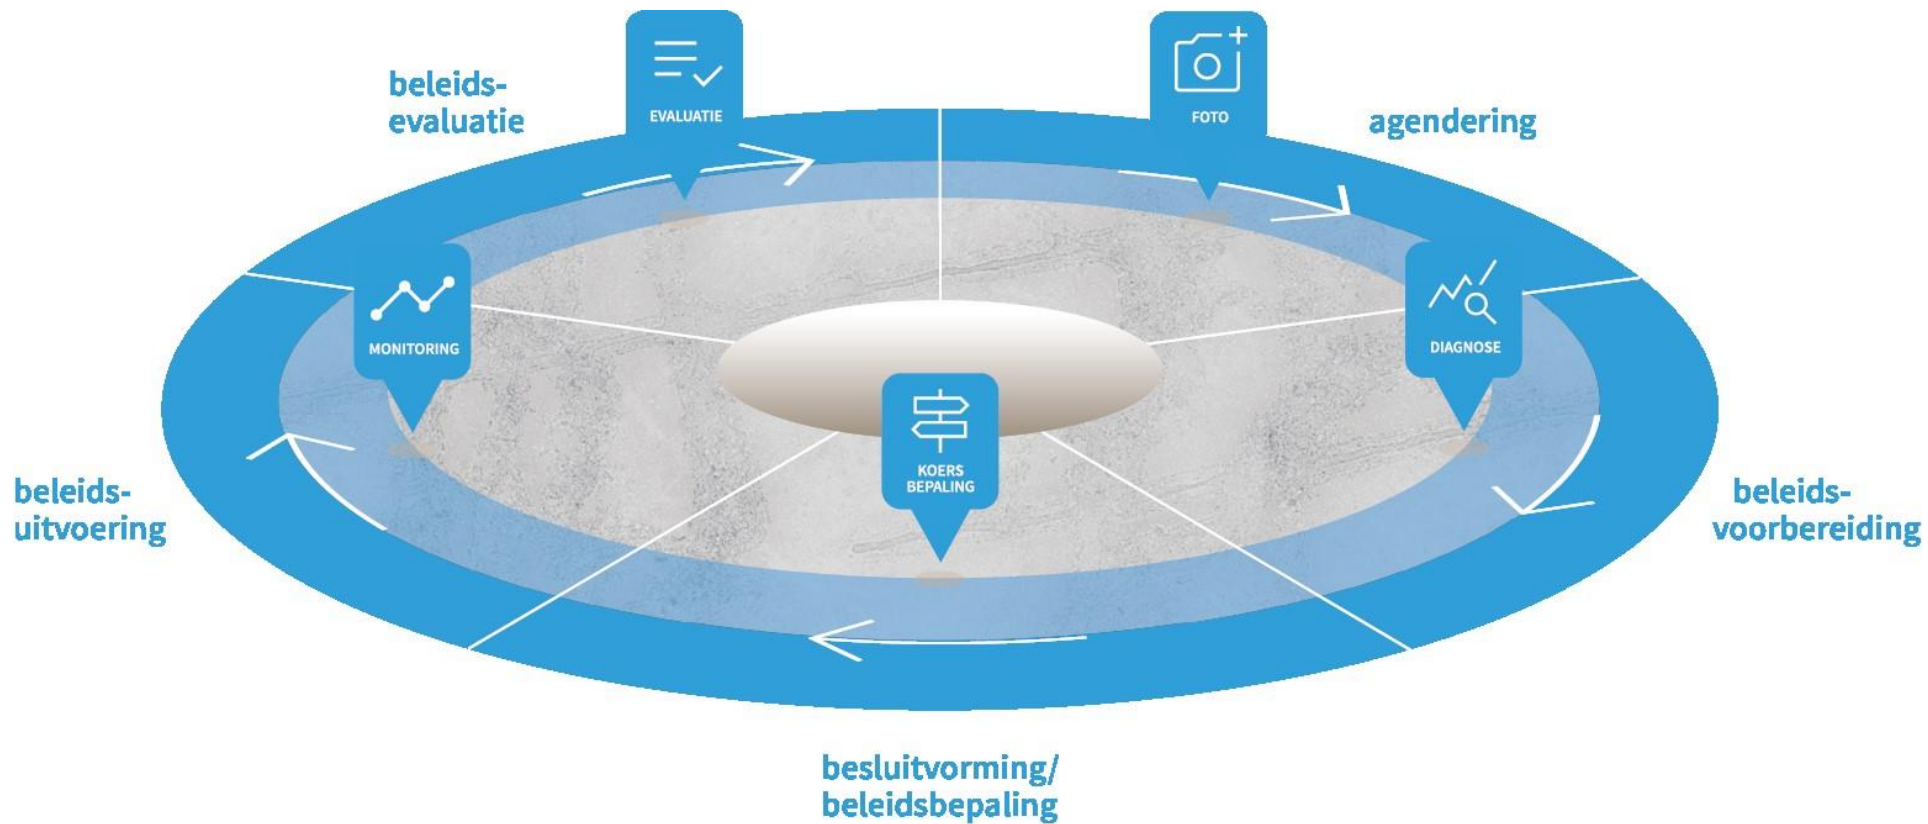 beleids-
evaluatie
EVALUATIE
FOTO
agendering
MONITORING
DIAGNOSE
KOERS
BEPALING
beleids-
uitvoering
beleids-
voorbereiding
besluitvorming/
beleidsbepaling